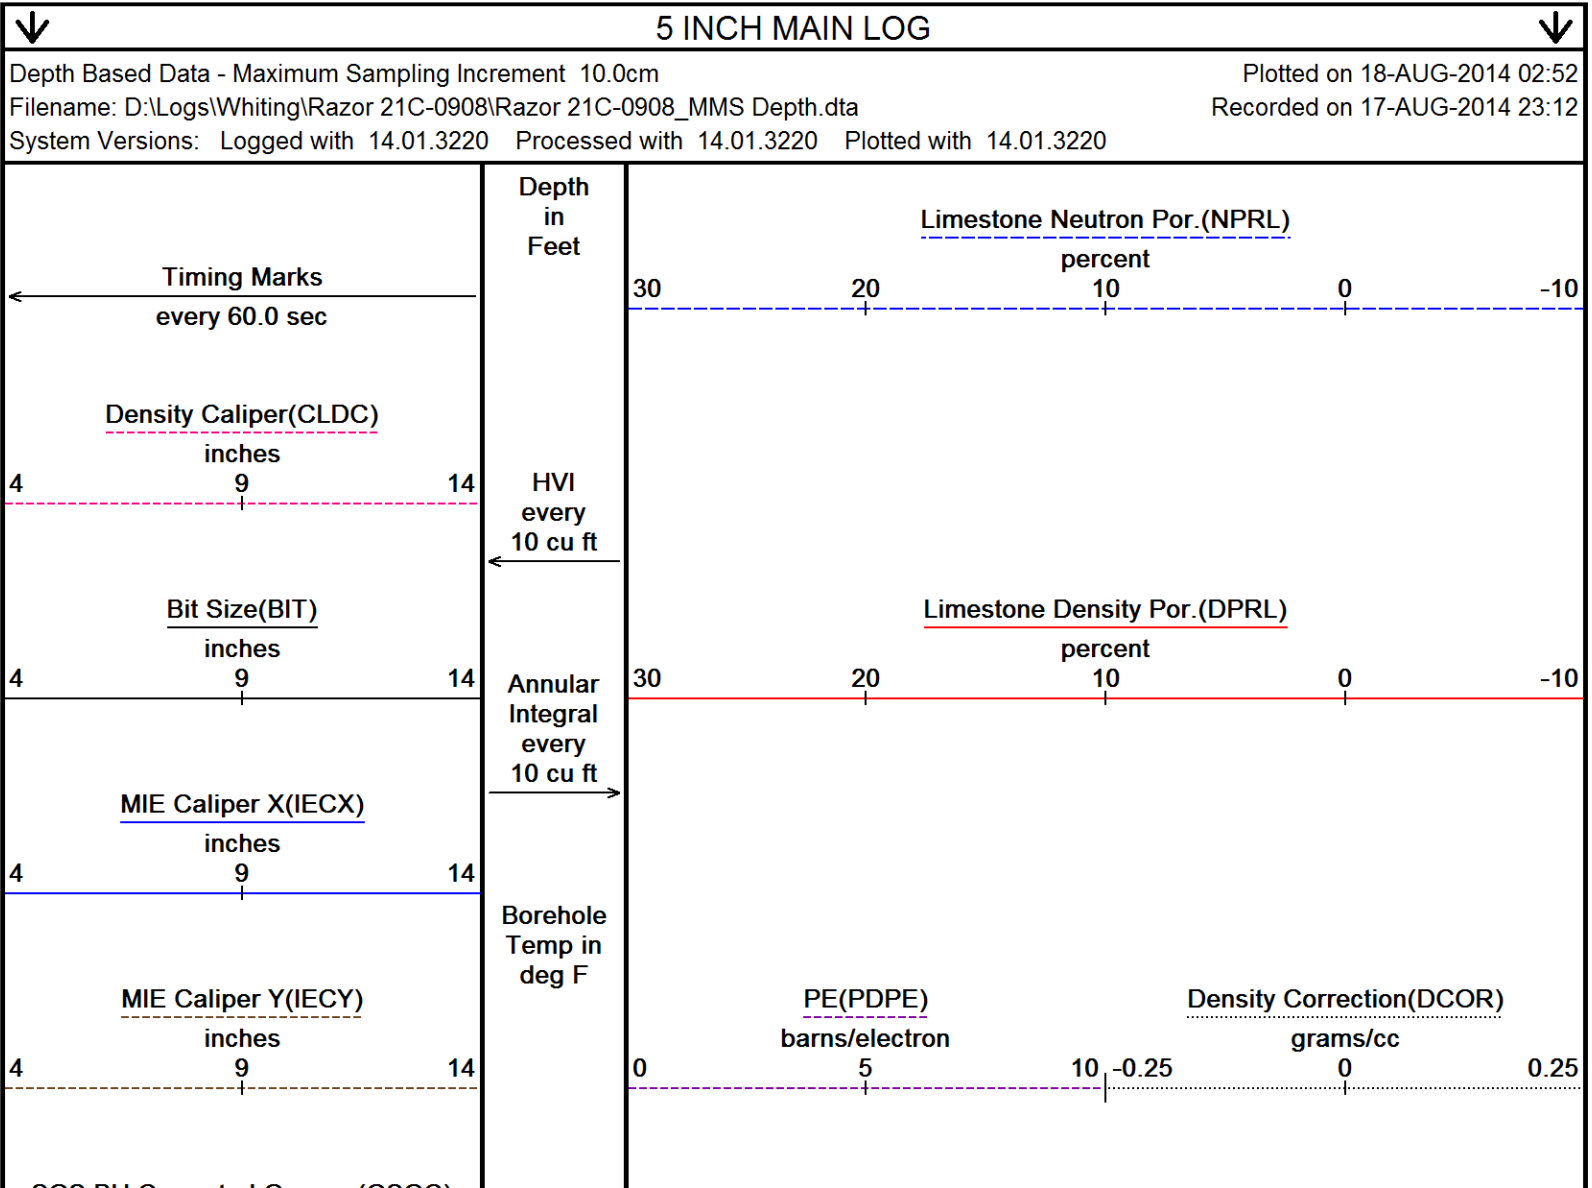 5 INCH MAIN LOG
Depth Based Data - Maximum Sampling Increment 10.0cm
Plotted on 18-AUG-2014 02:52
Filename: D:\Logs\Whiting\Razor 21C-0908\Razor 21C-0908_MMS Depth.dta
Recorded on 17-AUG-2014 23:12
System Versions: Logged with 14.01.3220 Processed with 14.01.3220 Plotted with 14.01.3220
Timing Marks
every 60.0 sec
Density Caliper(CLDC)
inches
4 9 14
Bit Size(BIT)
inches
4 9 14
MIE Caliper X(IECX)
inches
4 9 14
MIE Caliper Y(IECY)
inches
4 9 14
Depth
in
Feet
HVI
every
10 cu ft
Annular
Integral
every
10 cu ft
Borehole
Temp in
deg F
Limestone Neutron Por.(NPRL)
percent
30 20 10 0 -10
Limestone Density Por.(DPRL)
percent
30 20 10 0 -10
PE(PDPE)
barns/electron
0 5 10
Density Correction(DCOR)
grams/cc
-0.25 0 0.25